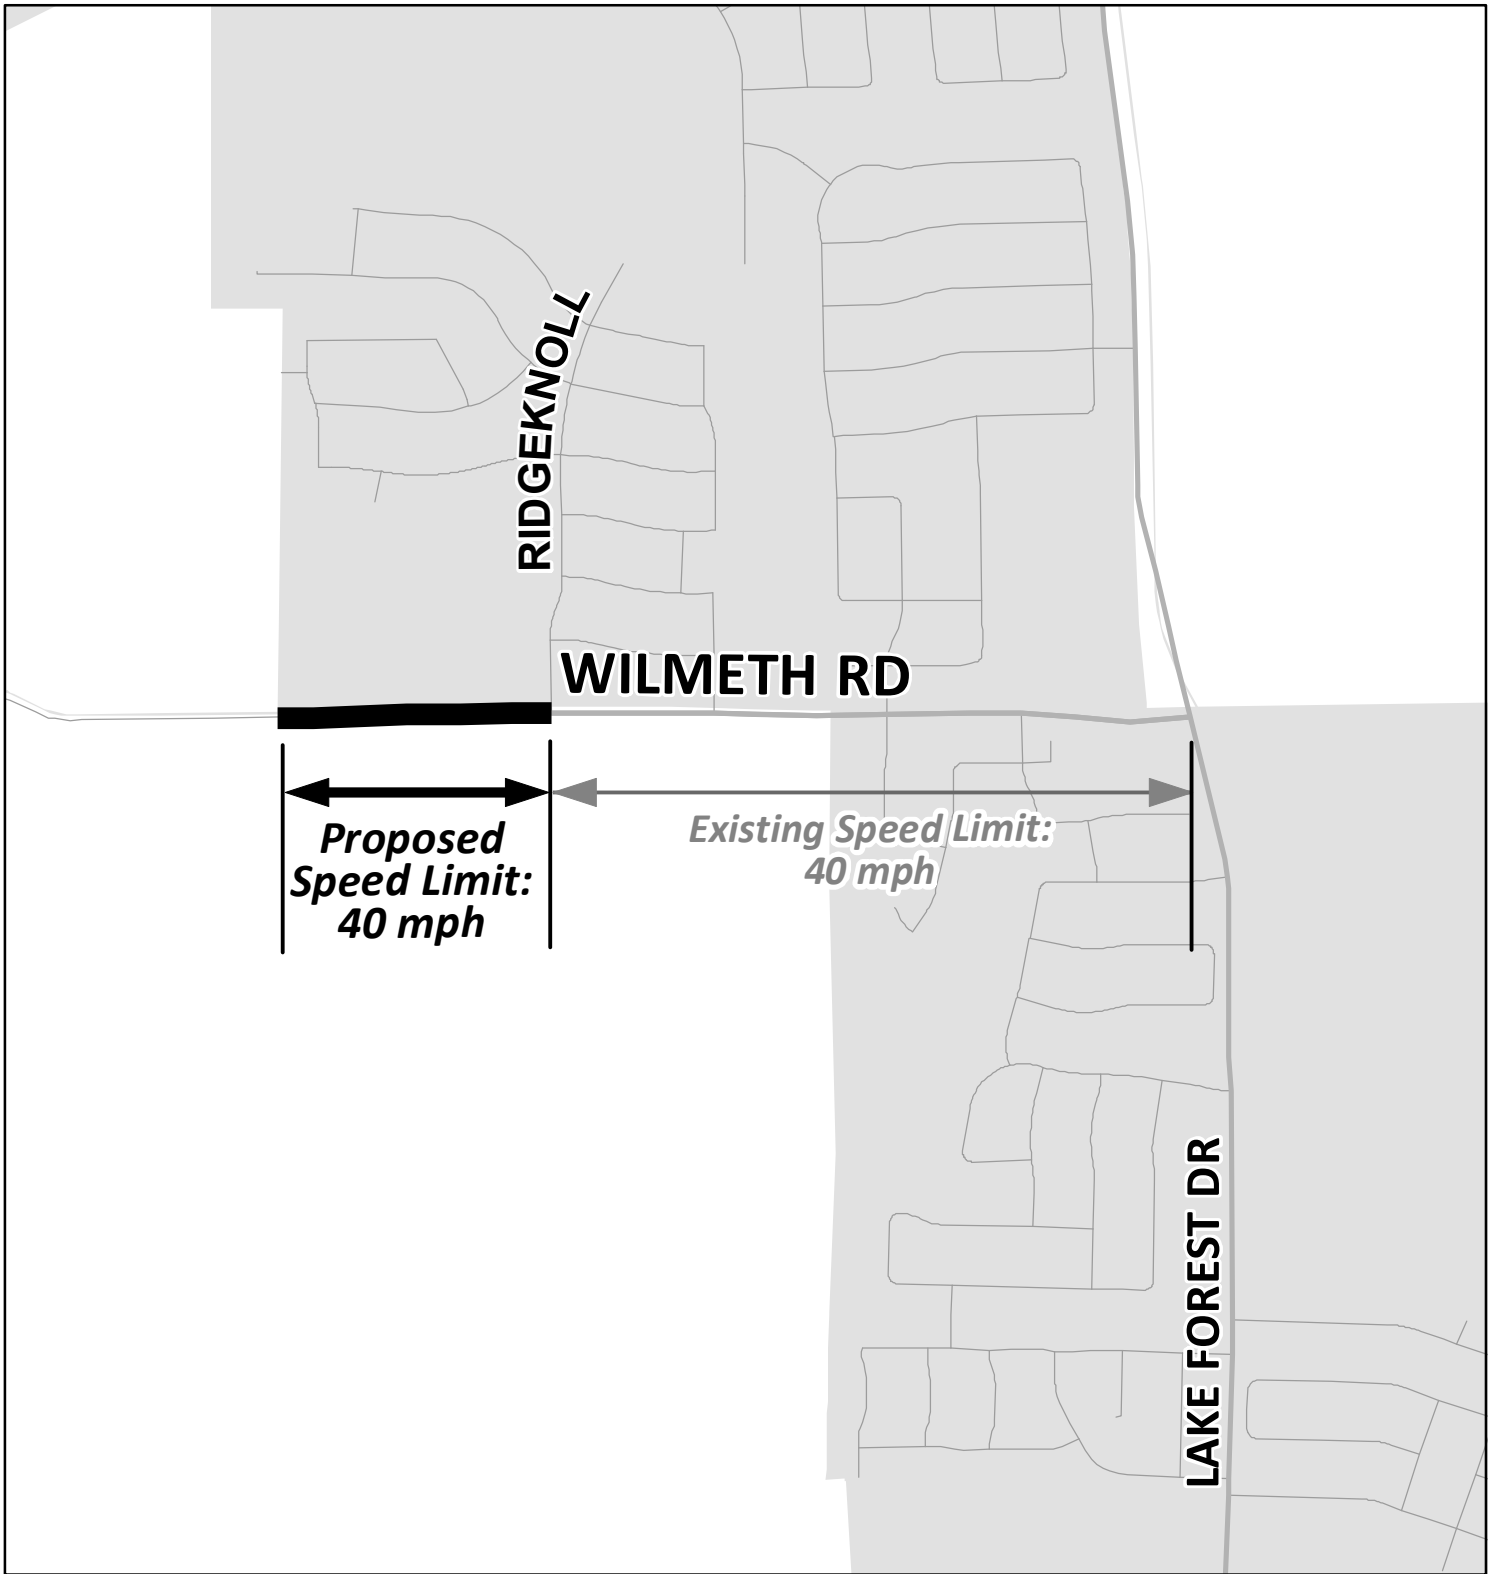 RIDGEKNOLL
WILMETH RD
Proposed
Speed Limit:
40 mph
Existing Speed Limit:
40 mph
LAKE FOREST DR